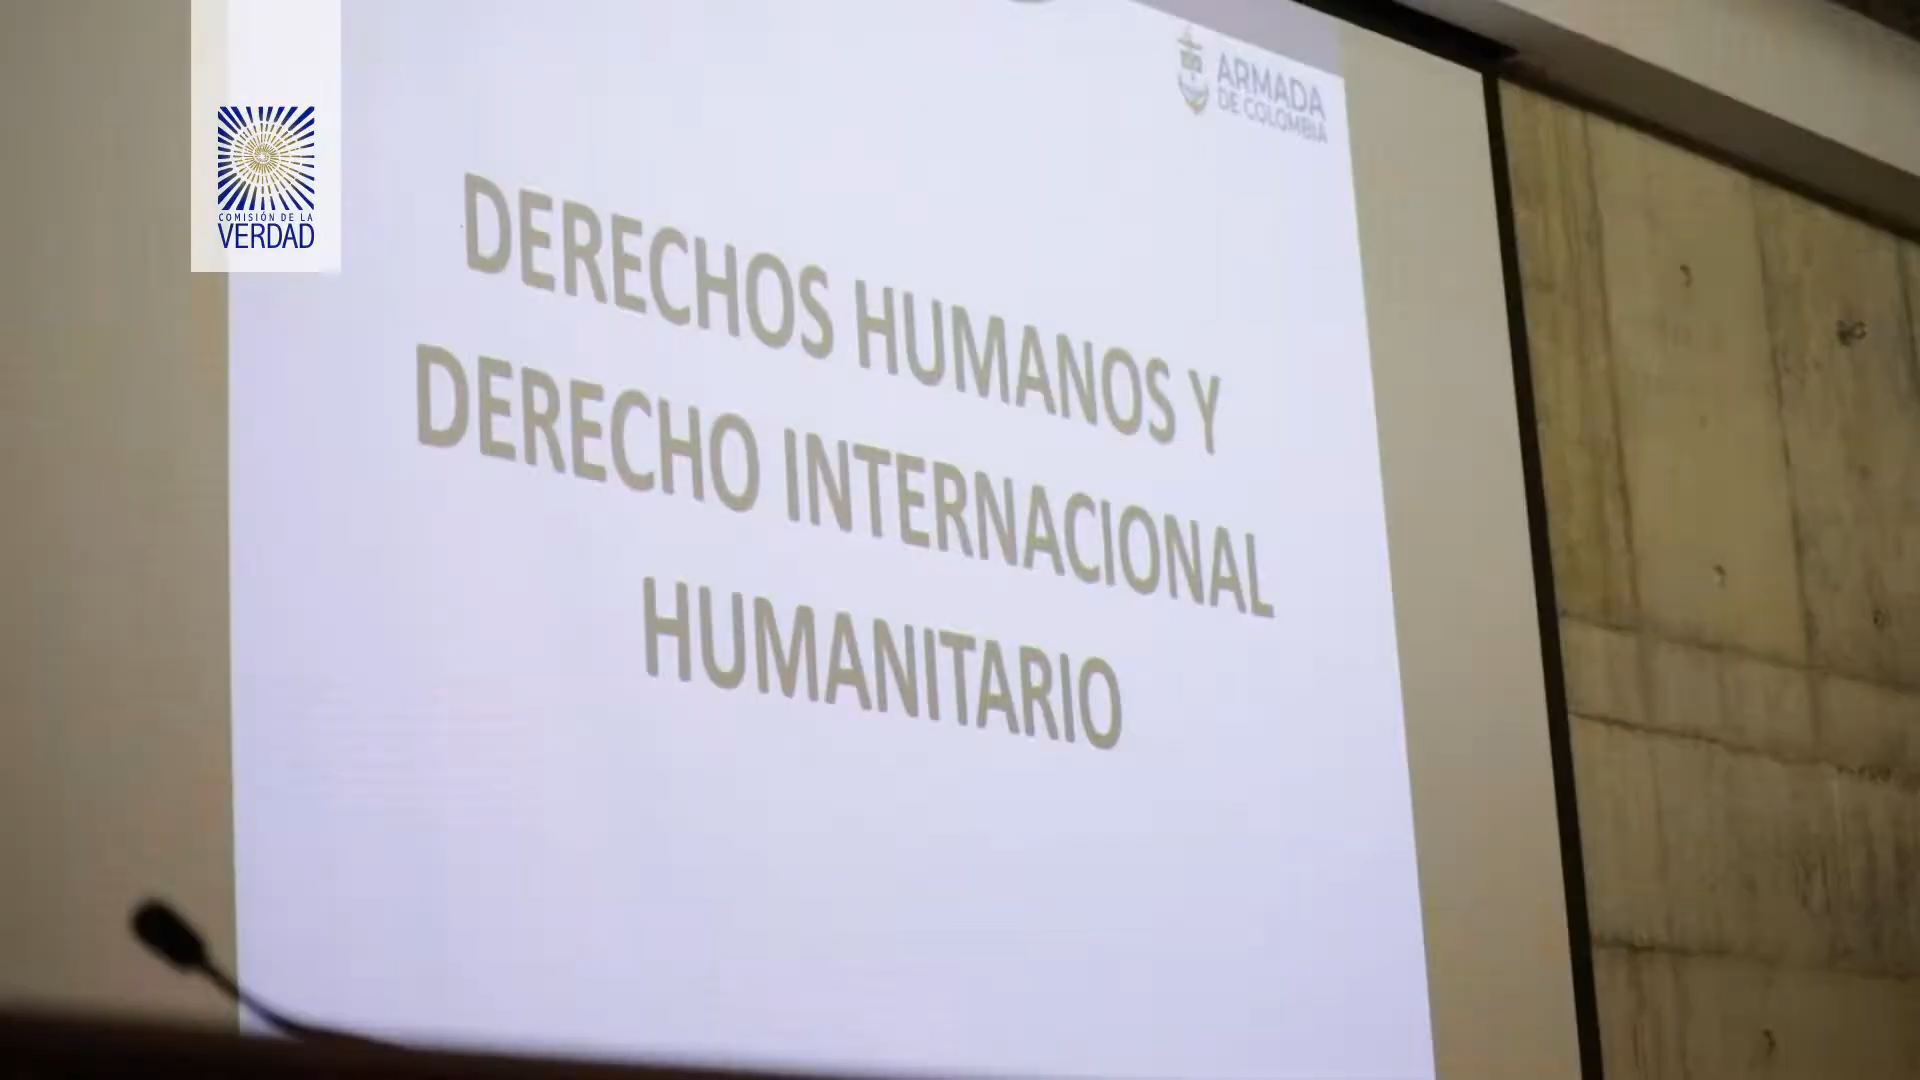 COMISIÓN DE LA
VERDAD
ARMADA
DE COLOMBIA
DERECHOS HUMANOS Y
DERECHO INTERNACIONAL
HUMANITARIO